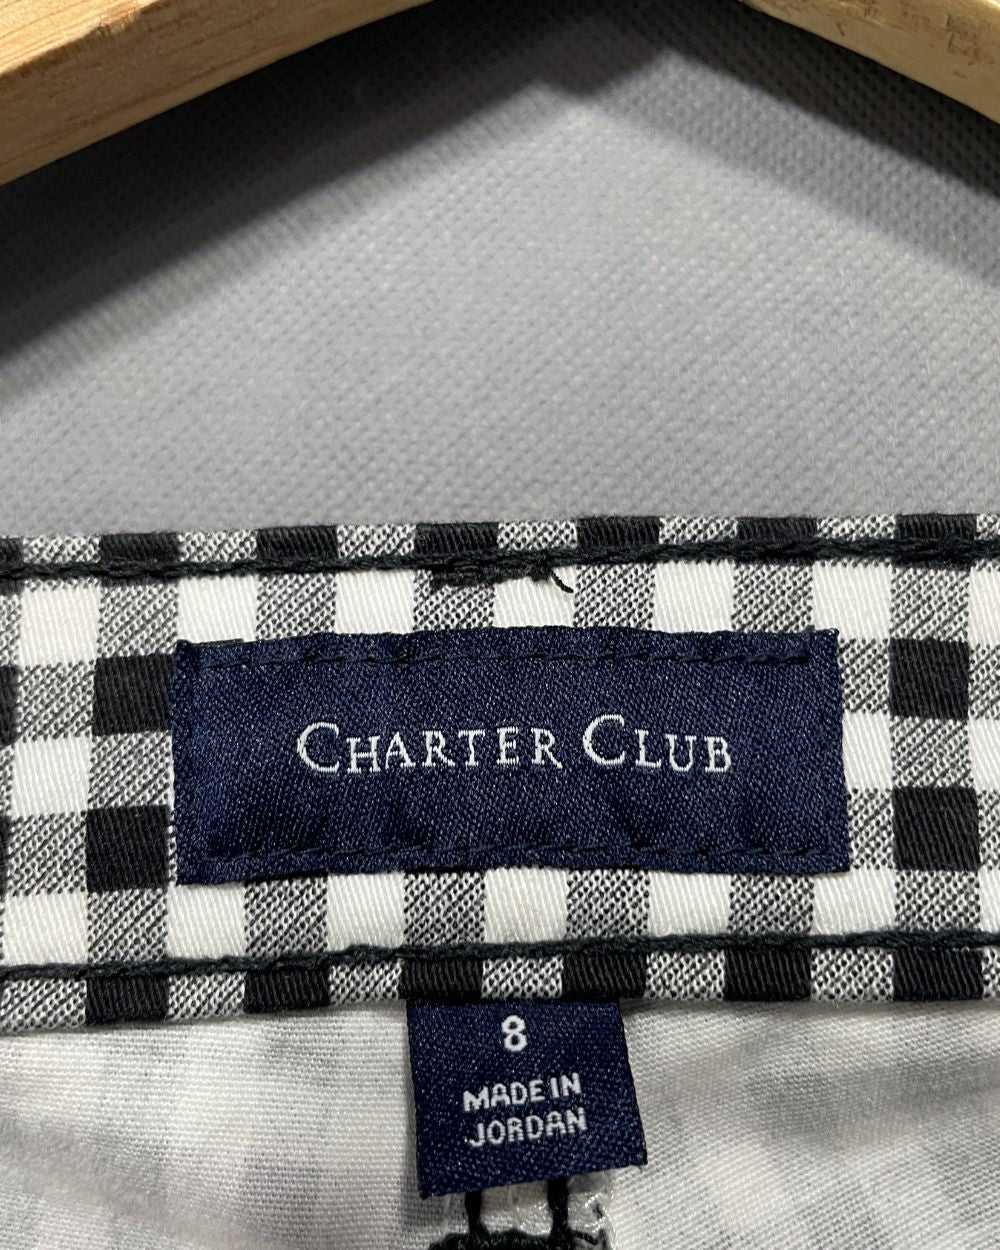 CHARTER CLUB
8
MADE IN
JORDAN